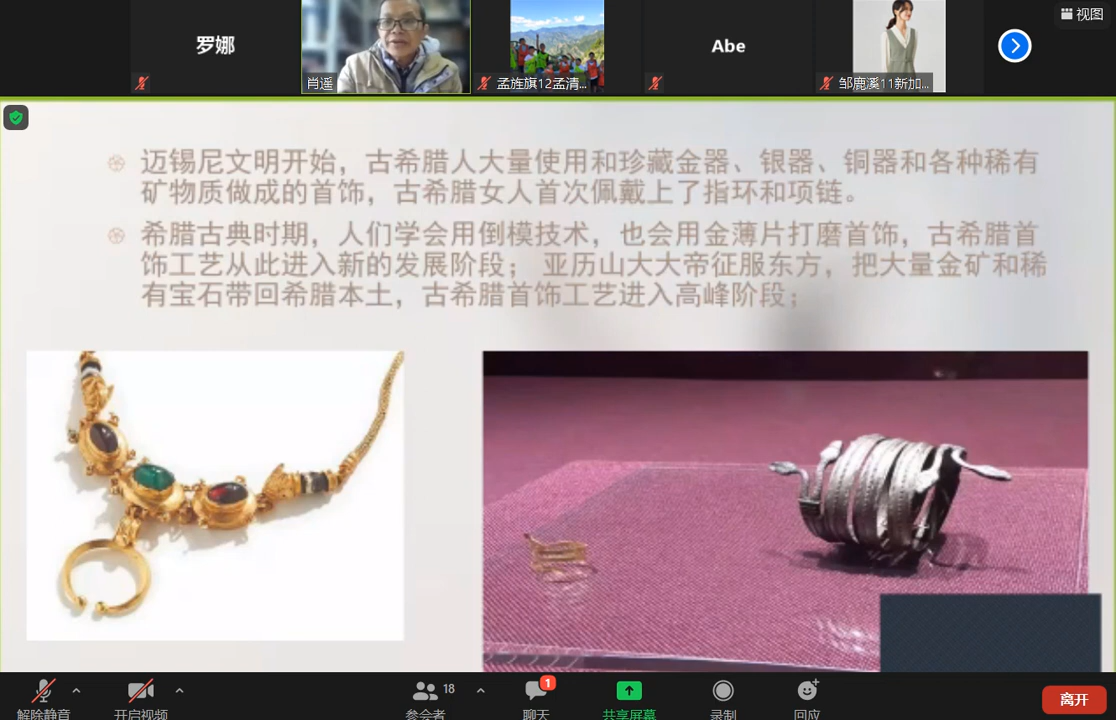 视图
罗娜
肖遥
孟旌旗12孟清...
Abe
邹鹿溪11新加...
迈锡尼文明开始，古希腊人大量使用和珍藏金器、银器、铜器和各种稀有
矿物质做成的首饰，古希腊女人首次佩戴上了指环和项链。
希腊古典时期，人们学会用倒模技术，也会用金薄片打磨首饰，古希腊首
饰工艺从此进入新的发展阶段；亚历山大大帝征服东方，把大量金矿和稀
有宝石带回希腊本土，古希腊首饰工艺进入高峰阶段；
18
1
解除静音
开启视频
参会者
聊天
共享屏幕
录制
回应
离开